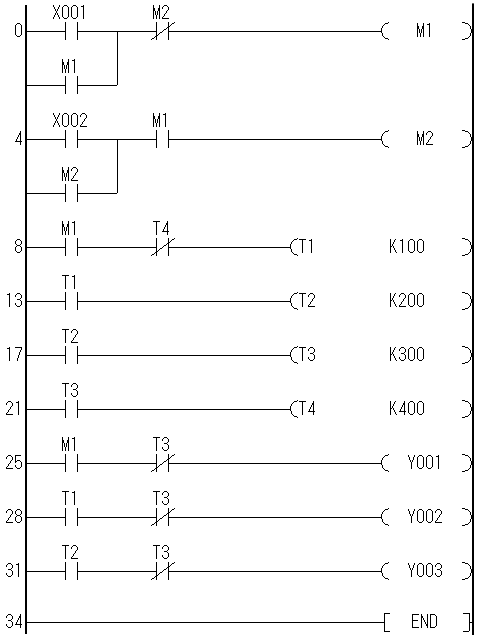 X001 M2
0 M1
M1
X002 M1
4 M2
M2
M1 T4
8 T1 K100
T1
13 T2 K200
T2
17 T3 K300
T3
21 T4 K400
M1 T3
25 Y001
T1 T3
28 Y002
T2 T3
31 Y003
34 END